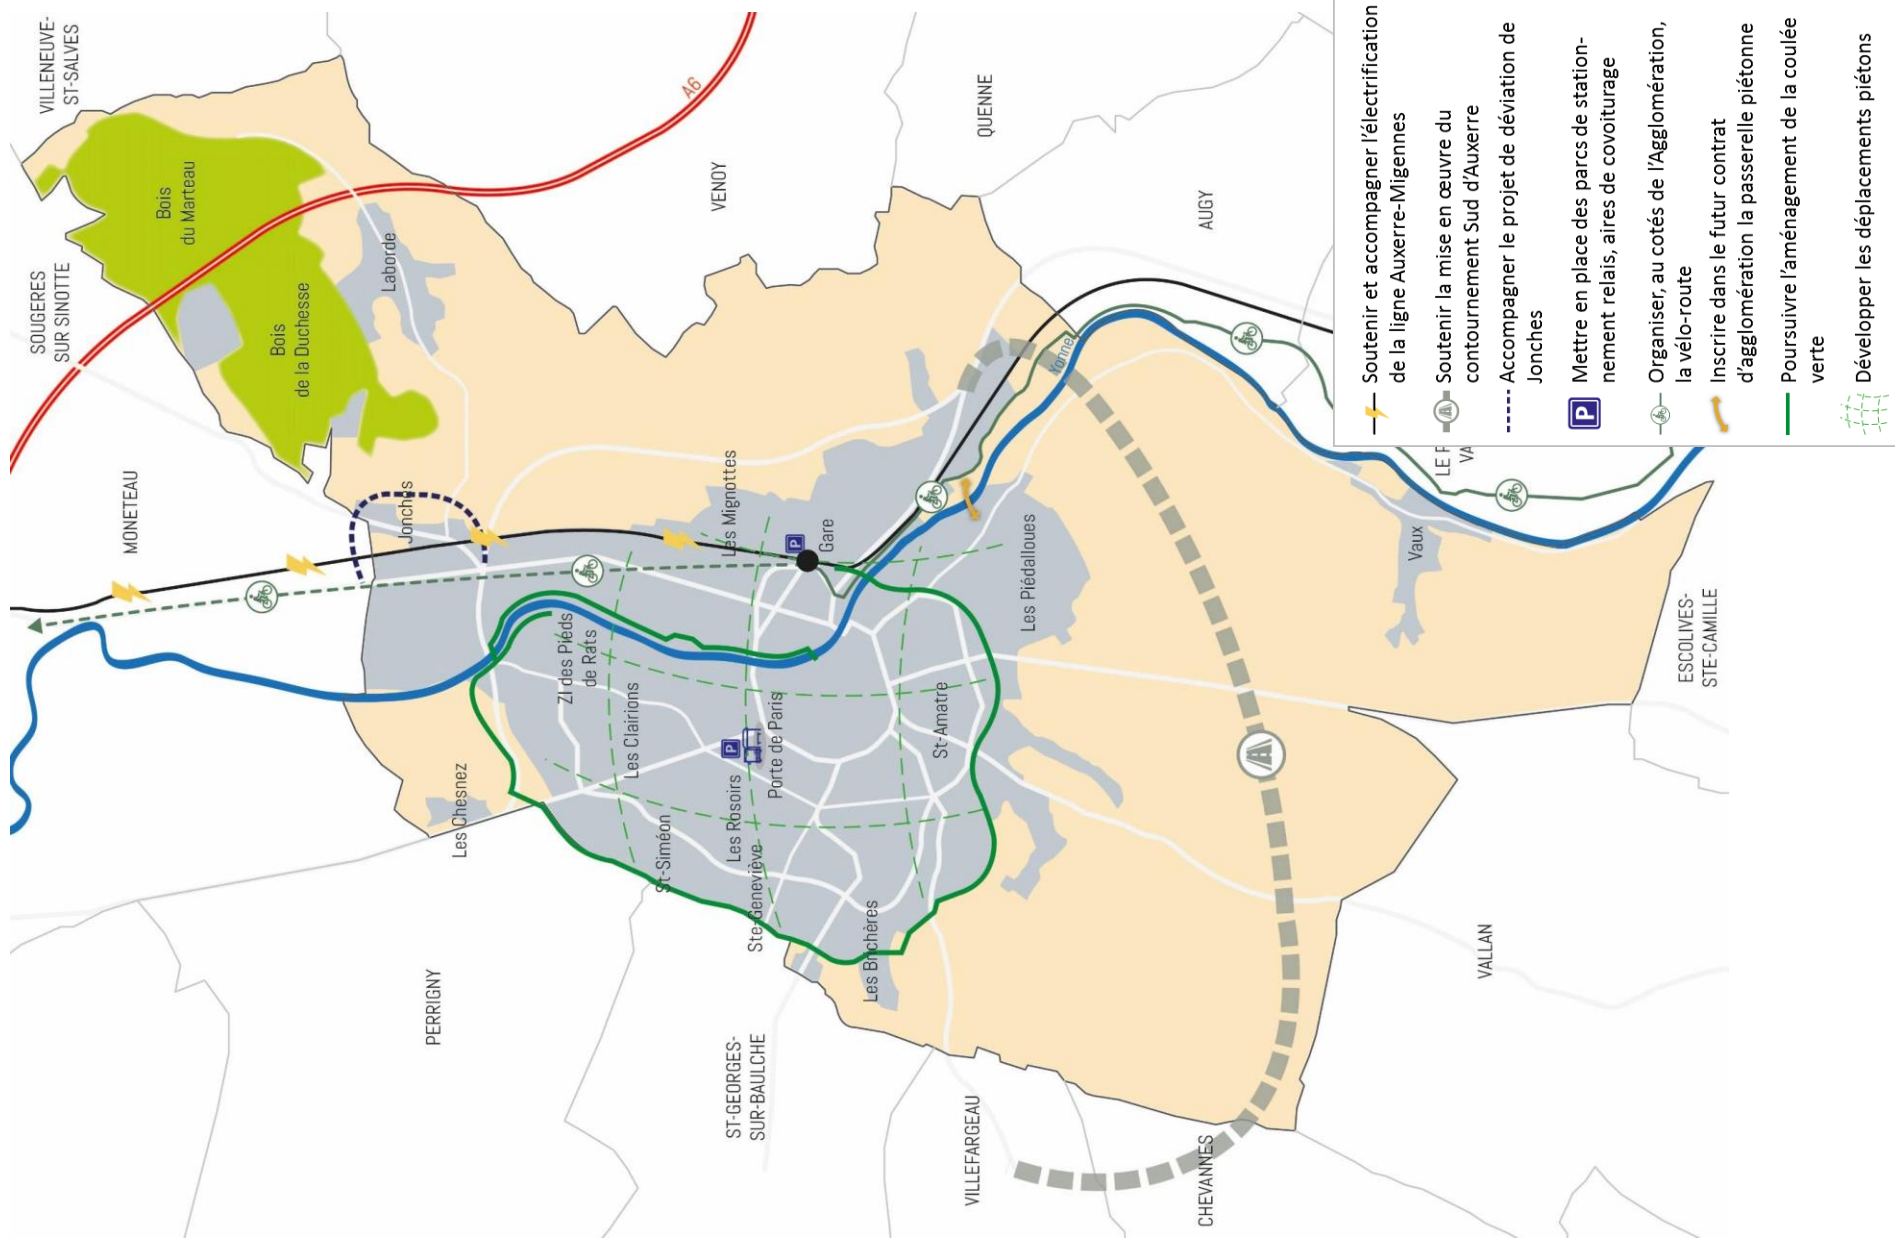 SOUGERES
SUR SINOTTE
VILLENEUVE-
ST-SALVES
MONETEAU
Bois
du Marteau
Bois
de la Duchesse
Laborde
Jonches
PERRIGNY
Les Chesnez
ZI des Pieds
de Rats
Les Clairions
St-Siméon
A6
VENOY
Les Mignottes
Les Rosoirs
P
ST-GEORGES-
SUR-BAULCHE
Ste-Geneviève
Porte de Paris
P
Gare
Les Brichères
St-Amatre
VILLEFARGEAU
QUENNE
Les Piédalloues
Yonne
CHEVANNES
AUGY
Vaux
VALLAN
ESCOLIVES-
STE-CAMILLE
Soutenir et accompagner l'électrification
de la ligne Auxerre-Migennes
Soutenir la mise en œuvre du
contournement Sud d'Auxerre
Accompagner le projet de déviation de
Jonches
P
Mettre en place des parcs de station-
nement relais, aires de covoiturage
Organiser, au cotés de l'Agglomération,
la vélo-route
Inscrire dans le futur contrat
d'agglomération la passerelle piétonne
Poursuivre l'aménagement de la coulée
verte
Développer les déplacements piétons